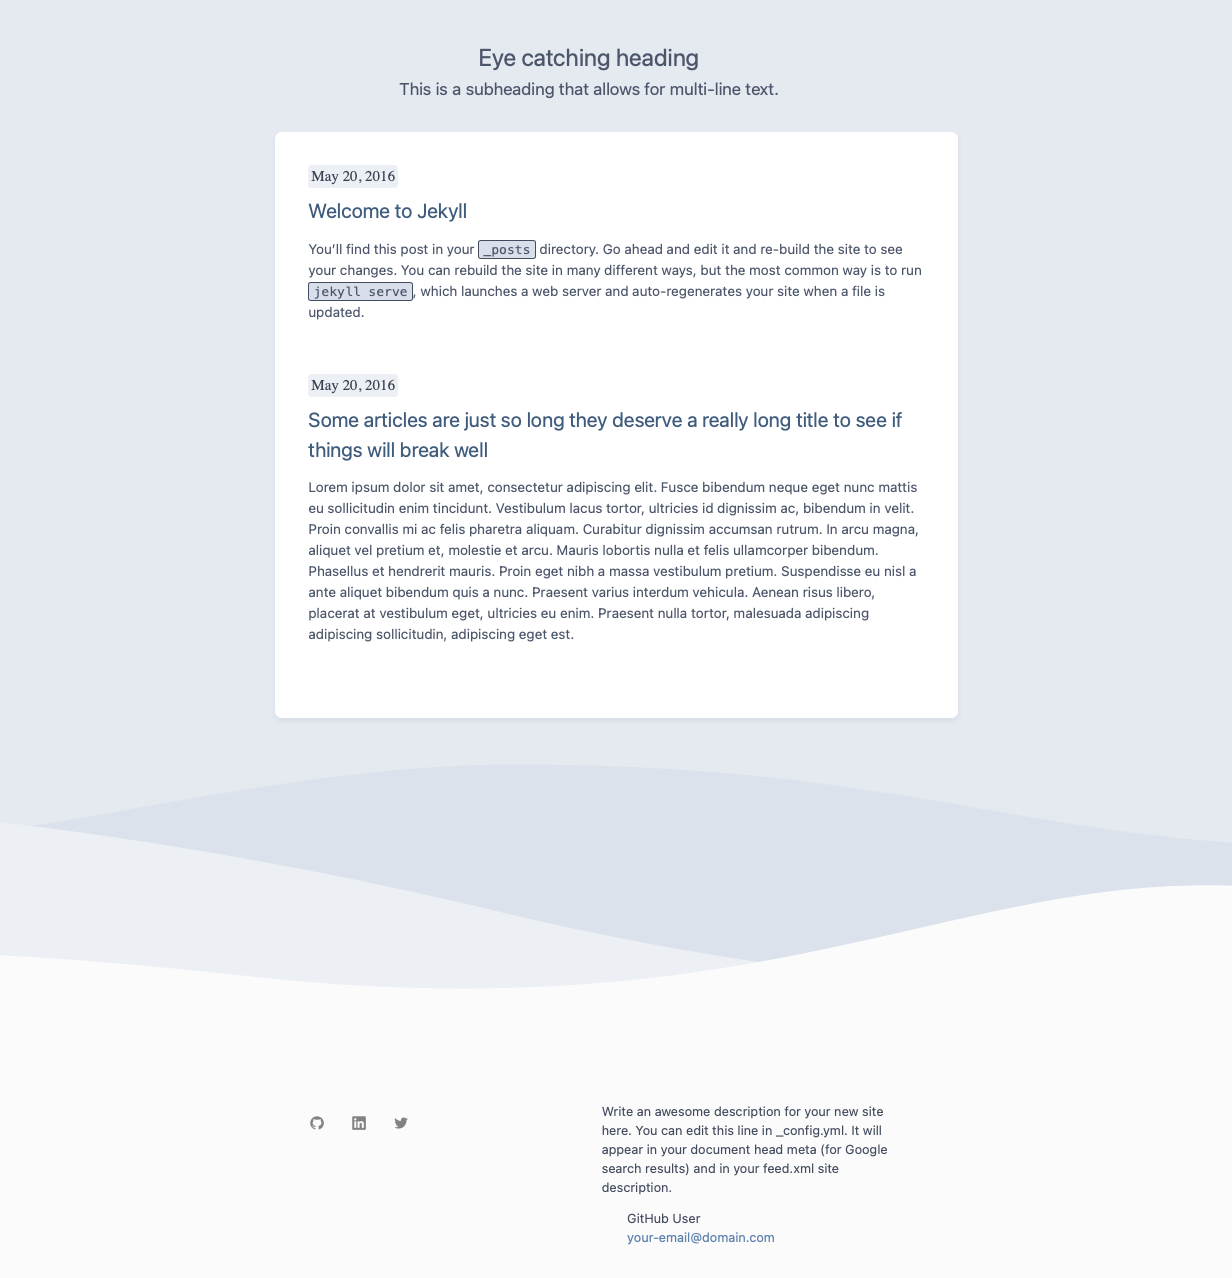 Eye catching heading
This is a subheading that allows for multi-line text.
May 20, 2016
Welcome to Jekyll
You’ll find this post in your _posts directory. Go ahead and edit it and re-build the site to see
your changes. You can rebuild the site in many different ways, but the most common way is to run
jekyll serve, which launches a web server and auto-regenerates your site when a file is
updated.
May 20, 2016
Some articles are just so long they deserve a really long title to see if
things will break well
Lorem ipsum dolor sit amet, consectetur adipiscing elit. Fusce bibendum neque eget nunc mattis
eu sollicitudin enim tincidunt. Vestibulum lacus tortor, ultricies id dignissim ac, bibendum in velit.
Proin convallis mi ac felis pharetra aliquam. Curabitur dignissim accumsan rutrum. In arcu magna,
aliquet vel pretium et, molestie et arcu. Mauris lobortis nulla et felis ullamcorper bibendum.
Phasellus et hendrerit mauris. Proin eget nibh a massa vestibulum pretium. Suspendisse eu nisl a
ante aliquet bibendum quis a nunc. Praesent varius interdum vehicula. Aenean risus libero,
placerat at vestibulum eget, ultricies eu enim. Praesent nulla tortor, malesuada adipiscing
adipiscing sollicitudin, adipiscing eget est.
Write an awesome description for your new site
here. You can edit this line in _config.yml. It will
appear in your document head meta (for Google
search results) and in your feed.xml site
description.
GitHub User
your-email@domain.com